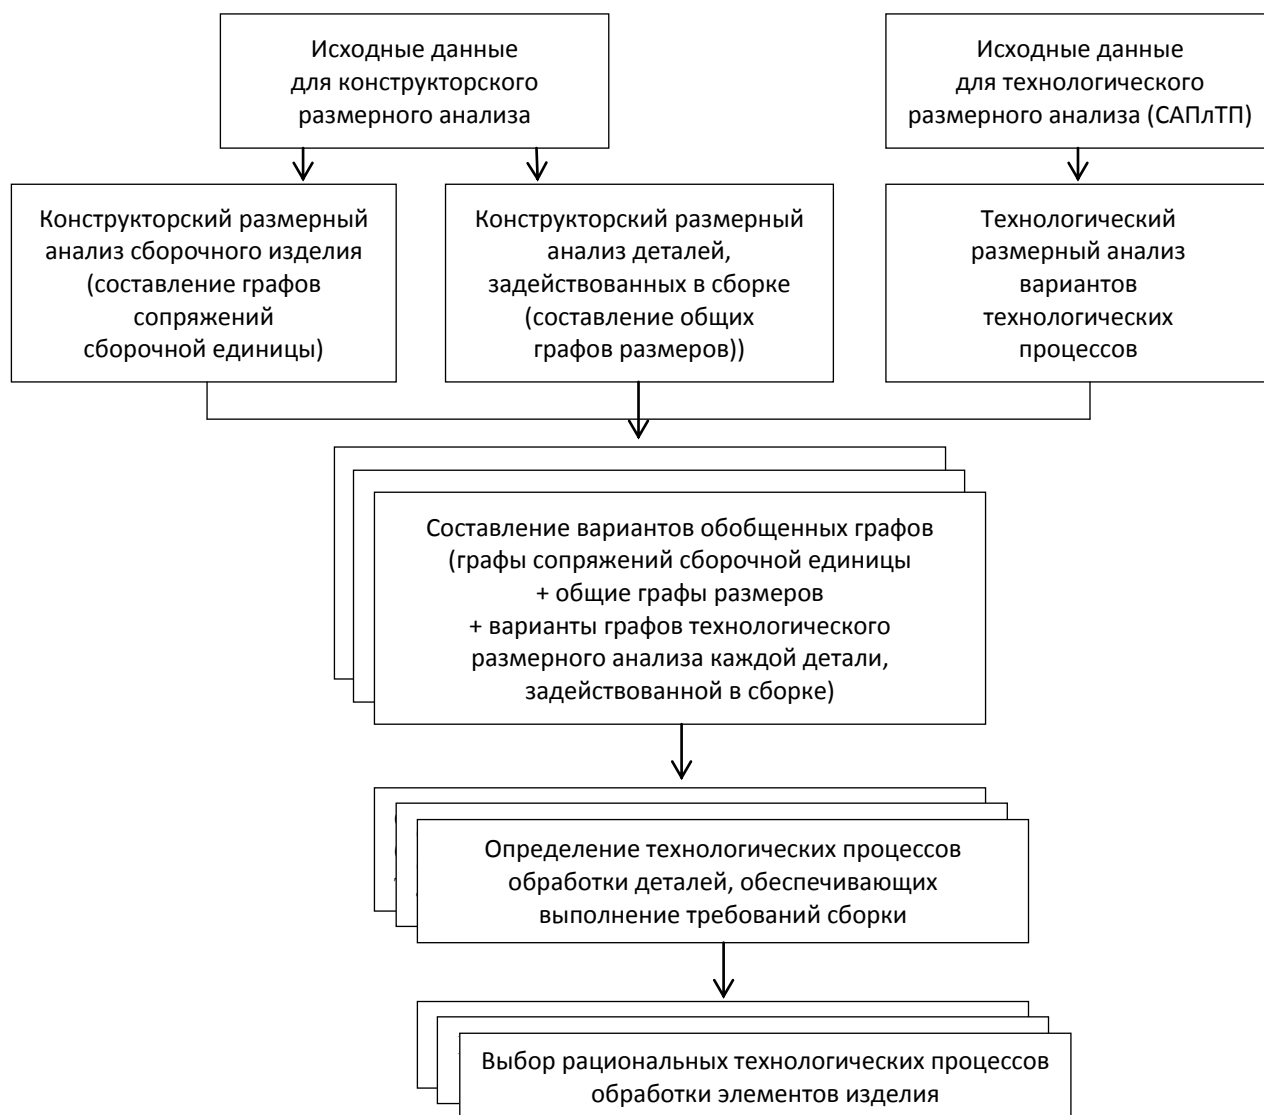 Исходные данные
для конструкторского
размерного анализа
Исходные данные
для технологического
размерного анализа (САПлТП)
Конструкторский размерный
анализ сборочного изделия
(составление графов
сопряжений
сборочной единицы)
Конструкторский размерный
анализ деталей,
задействованных в сборке
(составление общих
графов размеров))
Технологический
размерный анализ
вариантов
технологических
процессов
Составление вариантов обобщенных графов
(графы сопряжений сборочной единицы
+ общие графы размеров
+ варианты графов технологического
размерного анализа каждой детали,
задействованной в сборке)
Определение технологических процессов
обработки деталей, обеспечивающих
выполнение требований сборки
Выбор рациональных технологических процессов
обработки элементов изделия